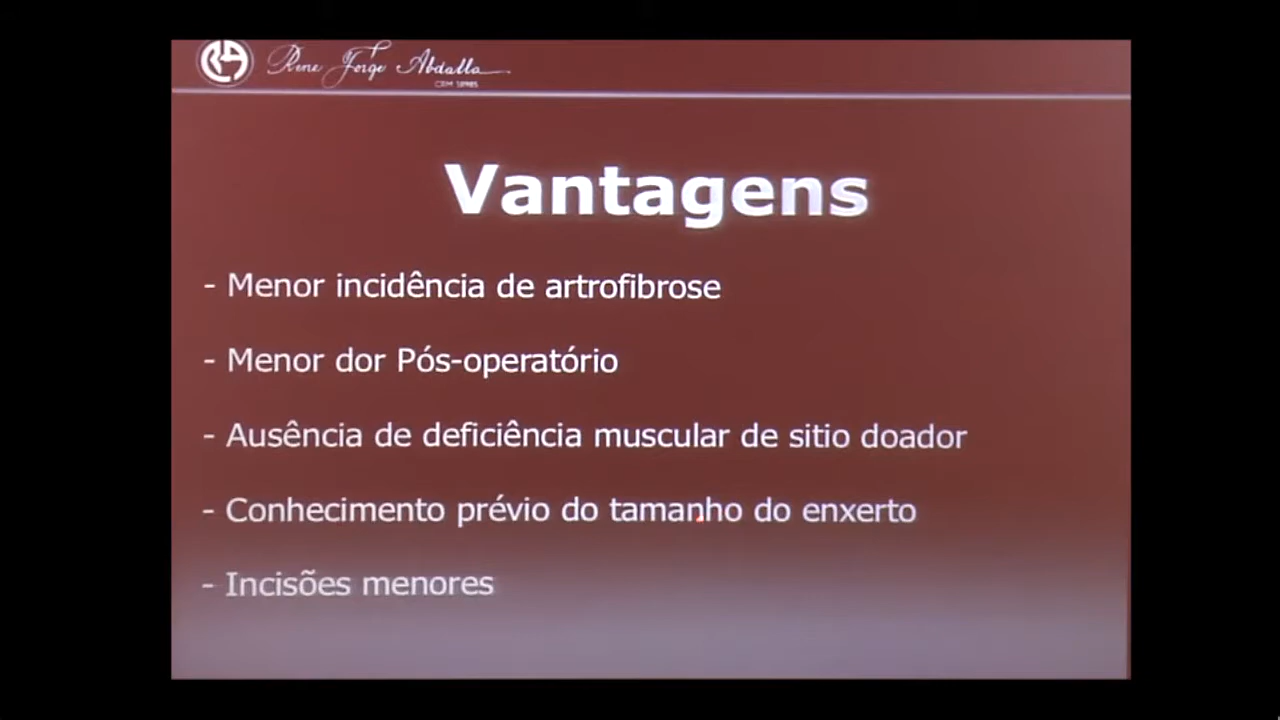 Rene Jorge Abdalla
Vantagens
- Menor incidência de artrofibrose
- Menor dor Pós-operatório
- Ausência de deficiência muscular de sitio doador
- Conhecimento prévio do tamanho do enxerto
- Incisões menores